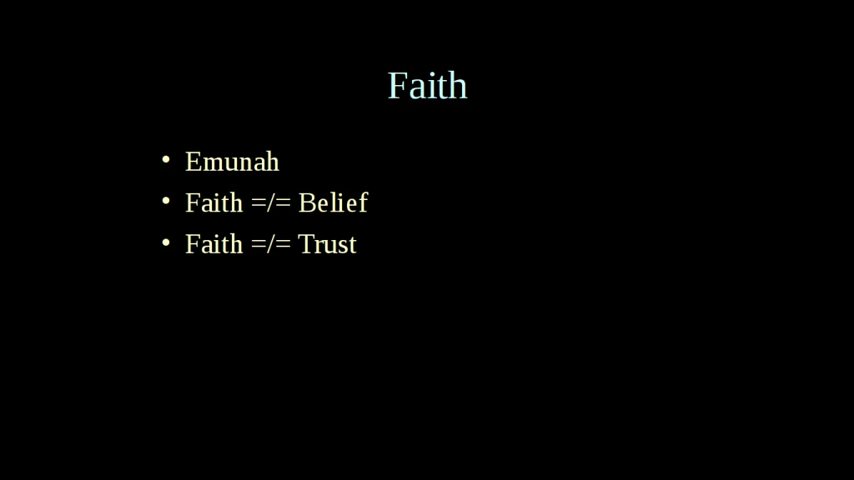 Faith
• Emunah
• Faith =/= Belief
• Faith =/= Trust